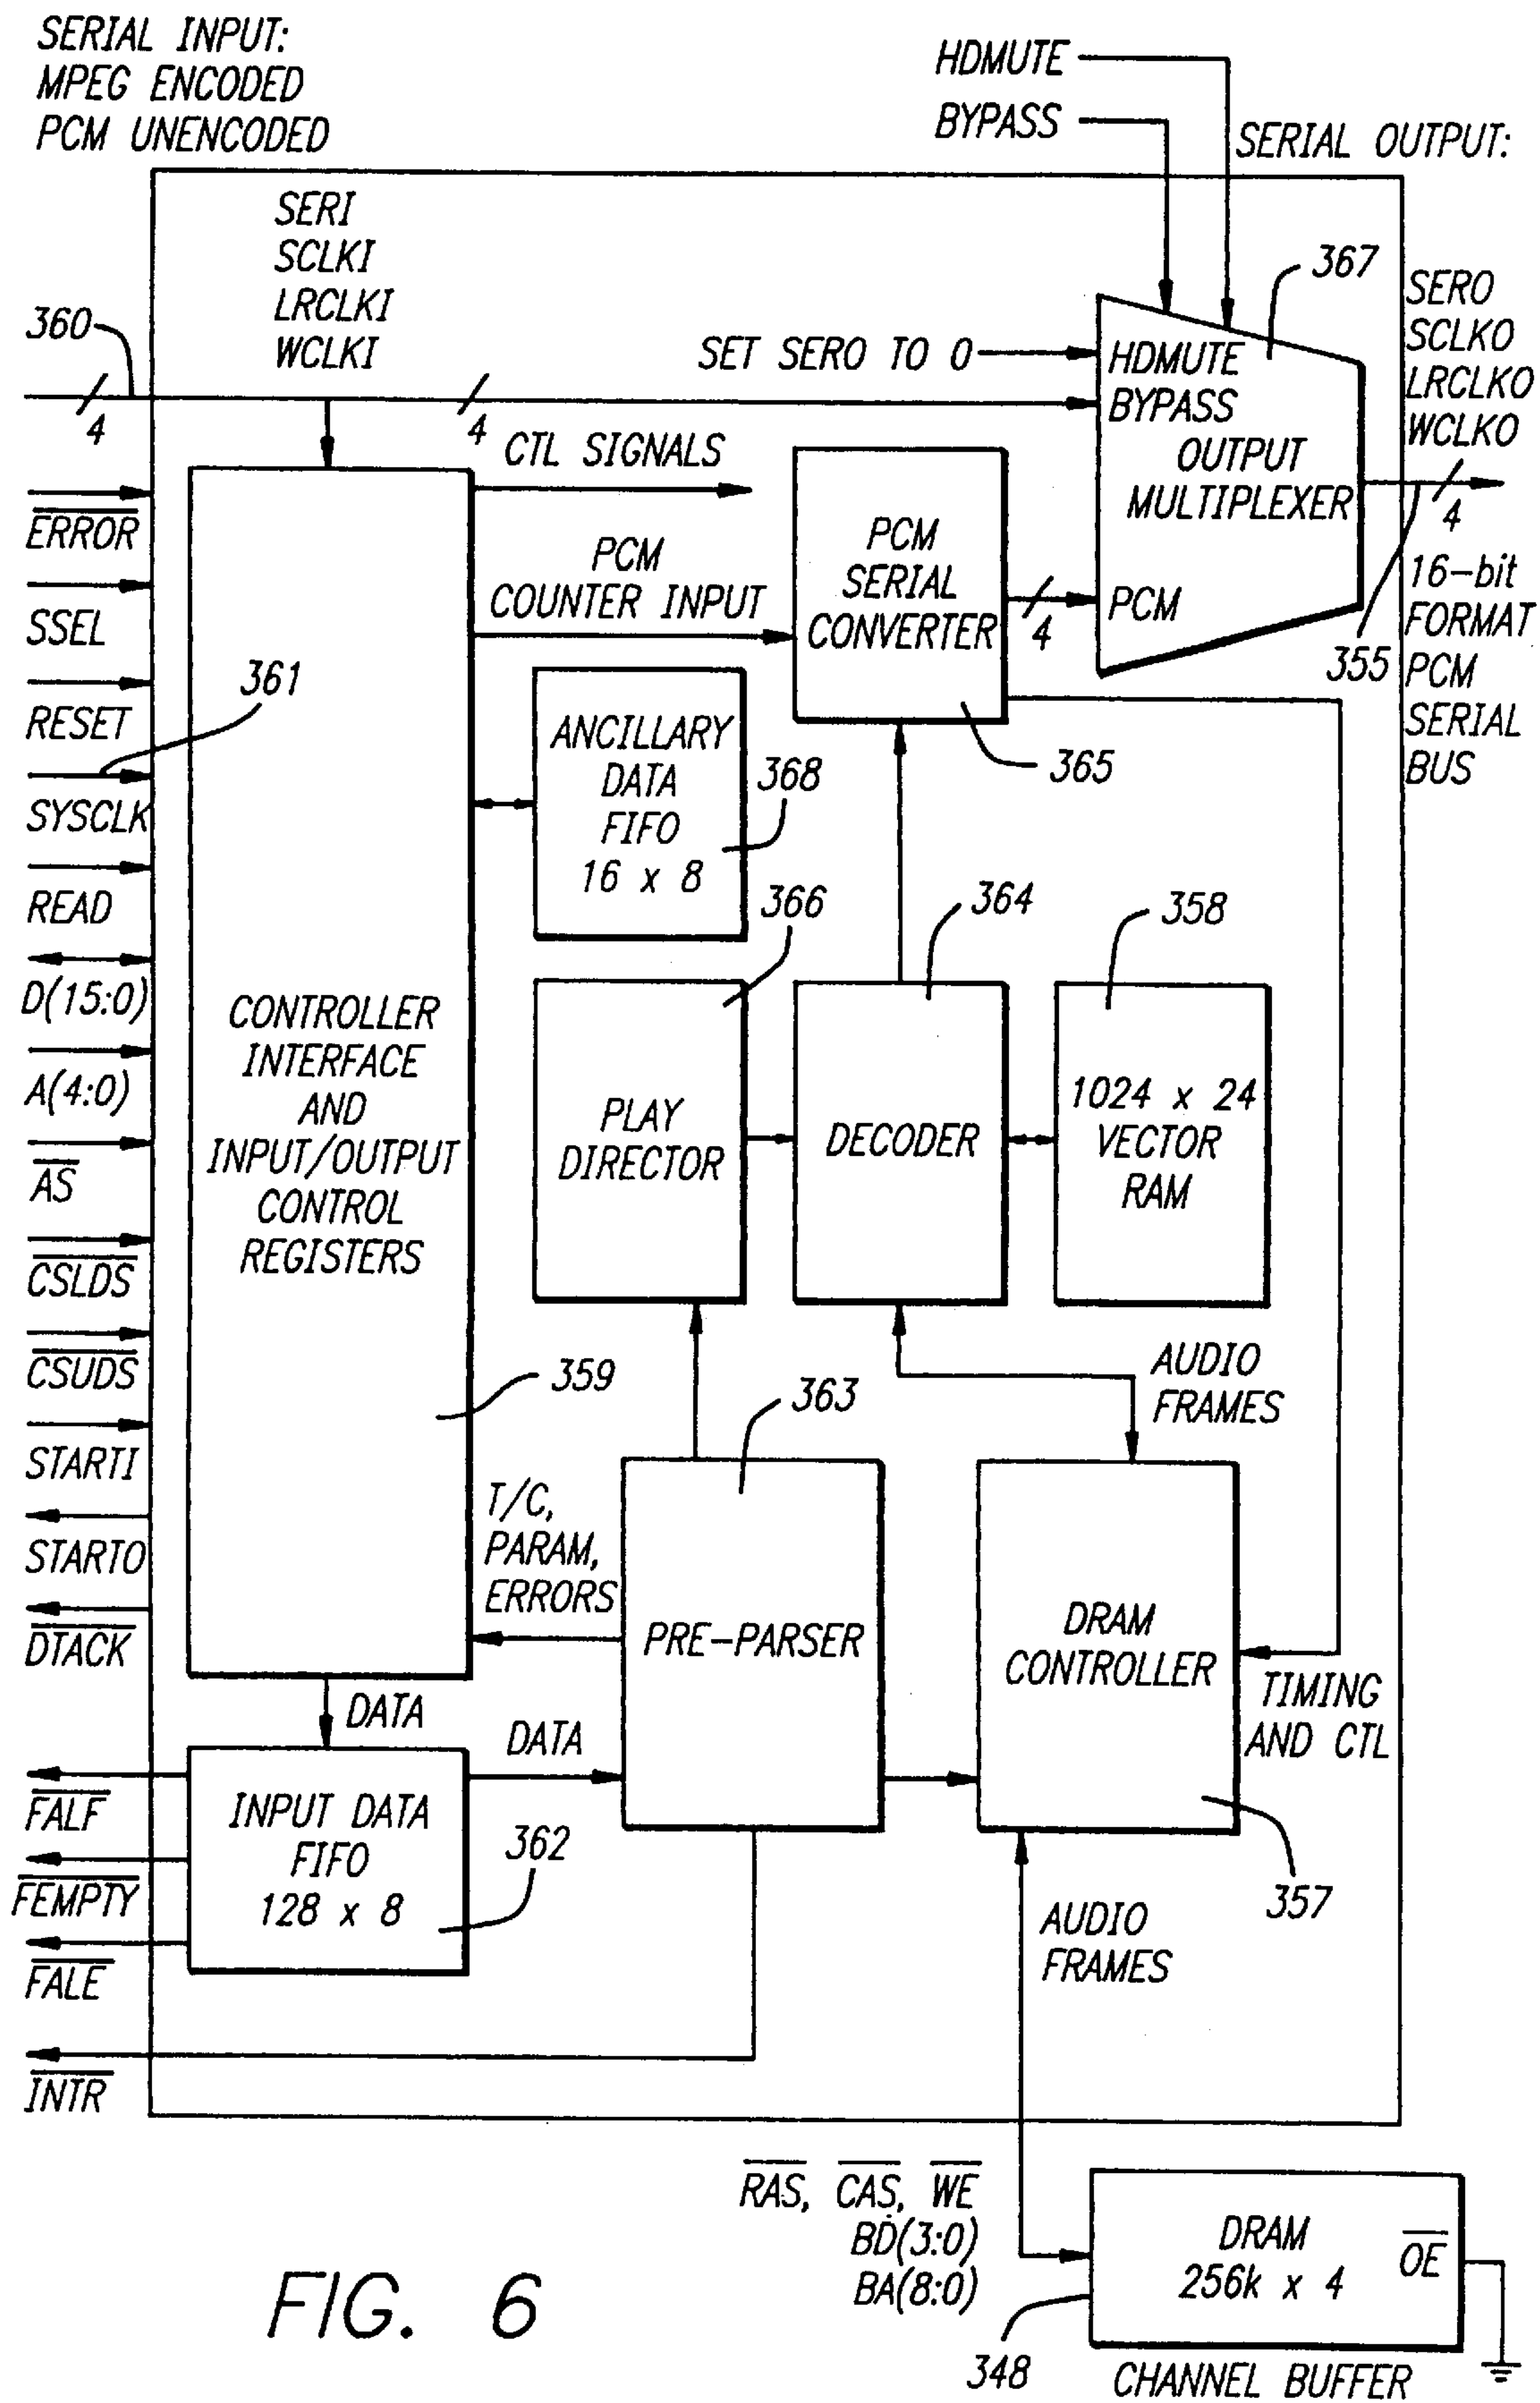 SERIAL INPUT:
MPEG ENCODED
PCM UNENCODED
HDMUTE
BYPASS
SERIAL OUTPUT:
SERI
SCLKI
LRCLKI
WCLKI
360
4
4
SET SERO TO 0
HDMUTE
BYPASS
OUTPUT
MULTIPLEXER
PCM
367
SERO
SCLKO
LRCLKO
WCLKO
4
355
16-bit
FORMAT
PCM
SERIAL
BUS
CTL SIGNALS
PCM
COUNTER INPUT
PCM
SERIAL
CONVERTER
4
365
ERROR
SSEL
RESET
361
SYSCLK
READ
D(15:0)
A(4:0)
AS
CSLDS
CSUDS
STARTI
STARTO
DTACK
CONTROLLER
INTERFACE
AND
INPUT/OUTPUT
CONTROL
REGISTERS
359
ANCILLARY
DATA
FIFO
16 x 8
368
366
PLAY
DIRECTOR
364
DECODER
358
1024 x 24
VECTOR
RAM
AUDIO
FRAMES
363
T/C,
PARAM,
ERRORS
PRE-PARSER
DRAM
CONTROLLER
TIMING
AND CTL
357
DATA
DATA
INPUT DATA
FIFO
128 x 8
362
FALF
FEMPTY
FALE
INTR
AUDIO
FRAMES
RAS, CAS, WE
BD(3:0)
BA(8:0)
DRAM
256k x 4
OE
348
CHANNEL BUFFER
FIG. 6